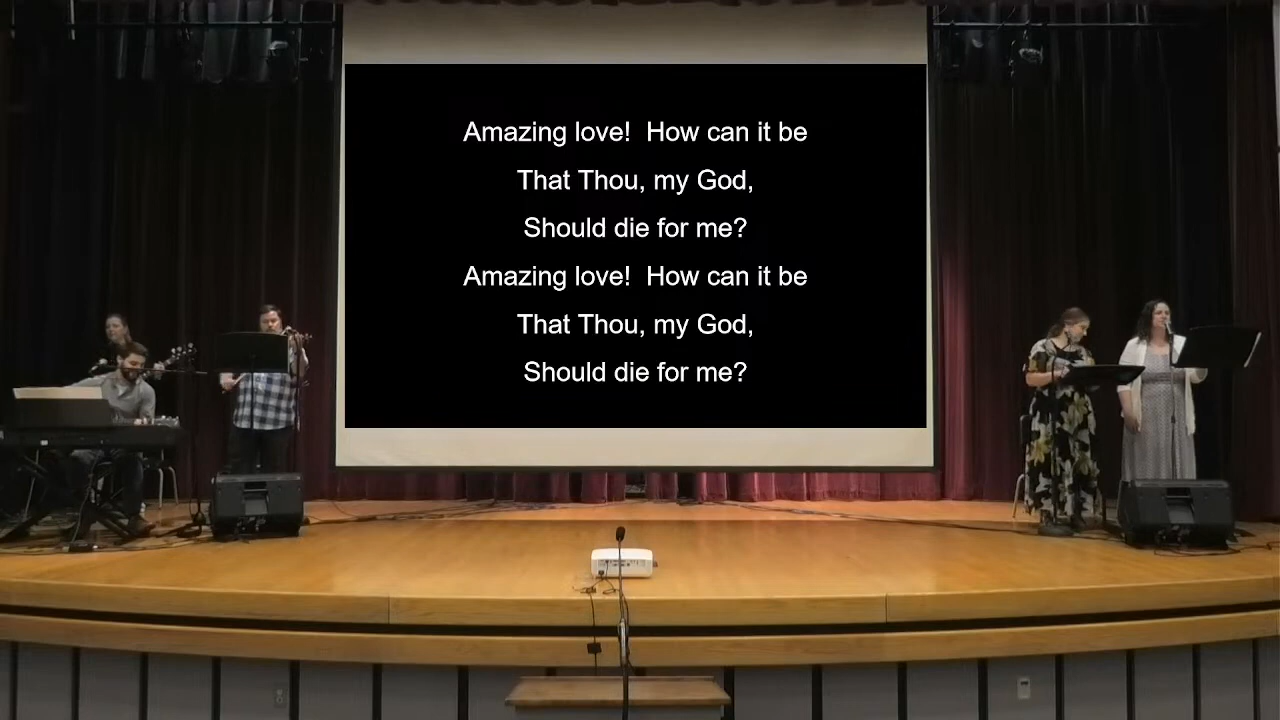 Amazing love!  How can it be
That Thou, my God,
Should die for me?
Amazing love!  How can it be
That Thou, my God,
Should die for me?